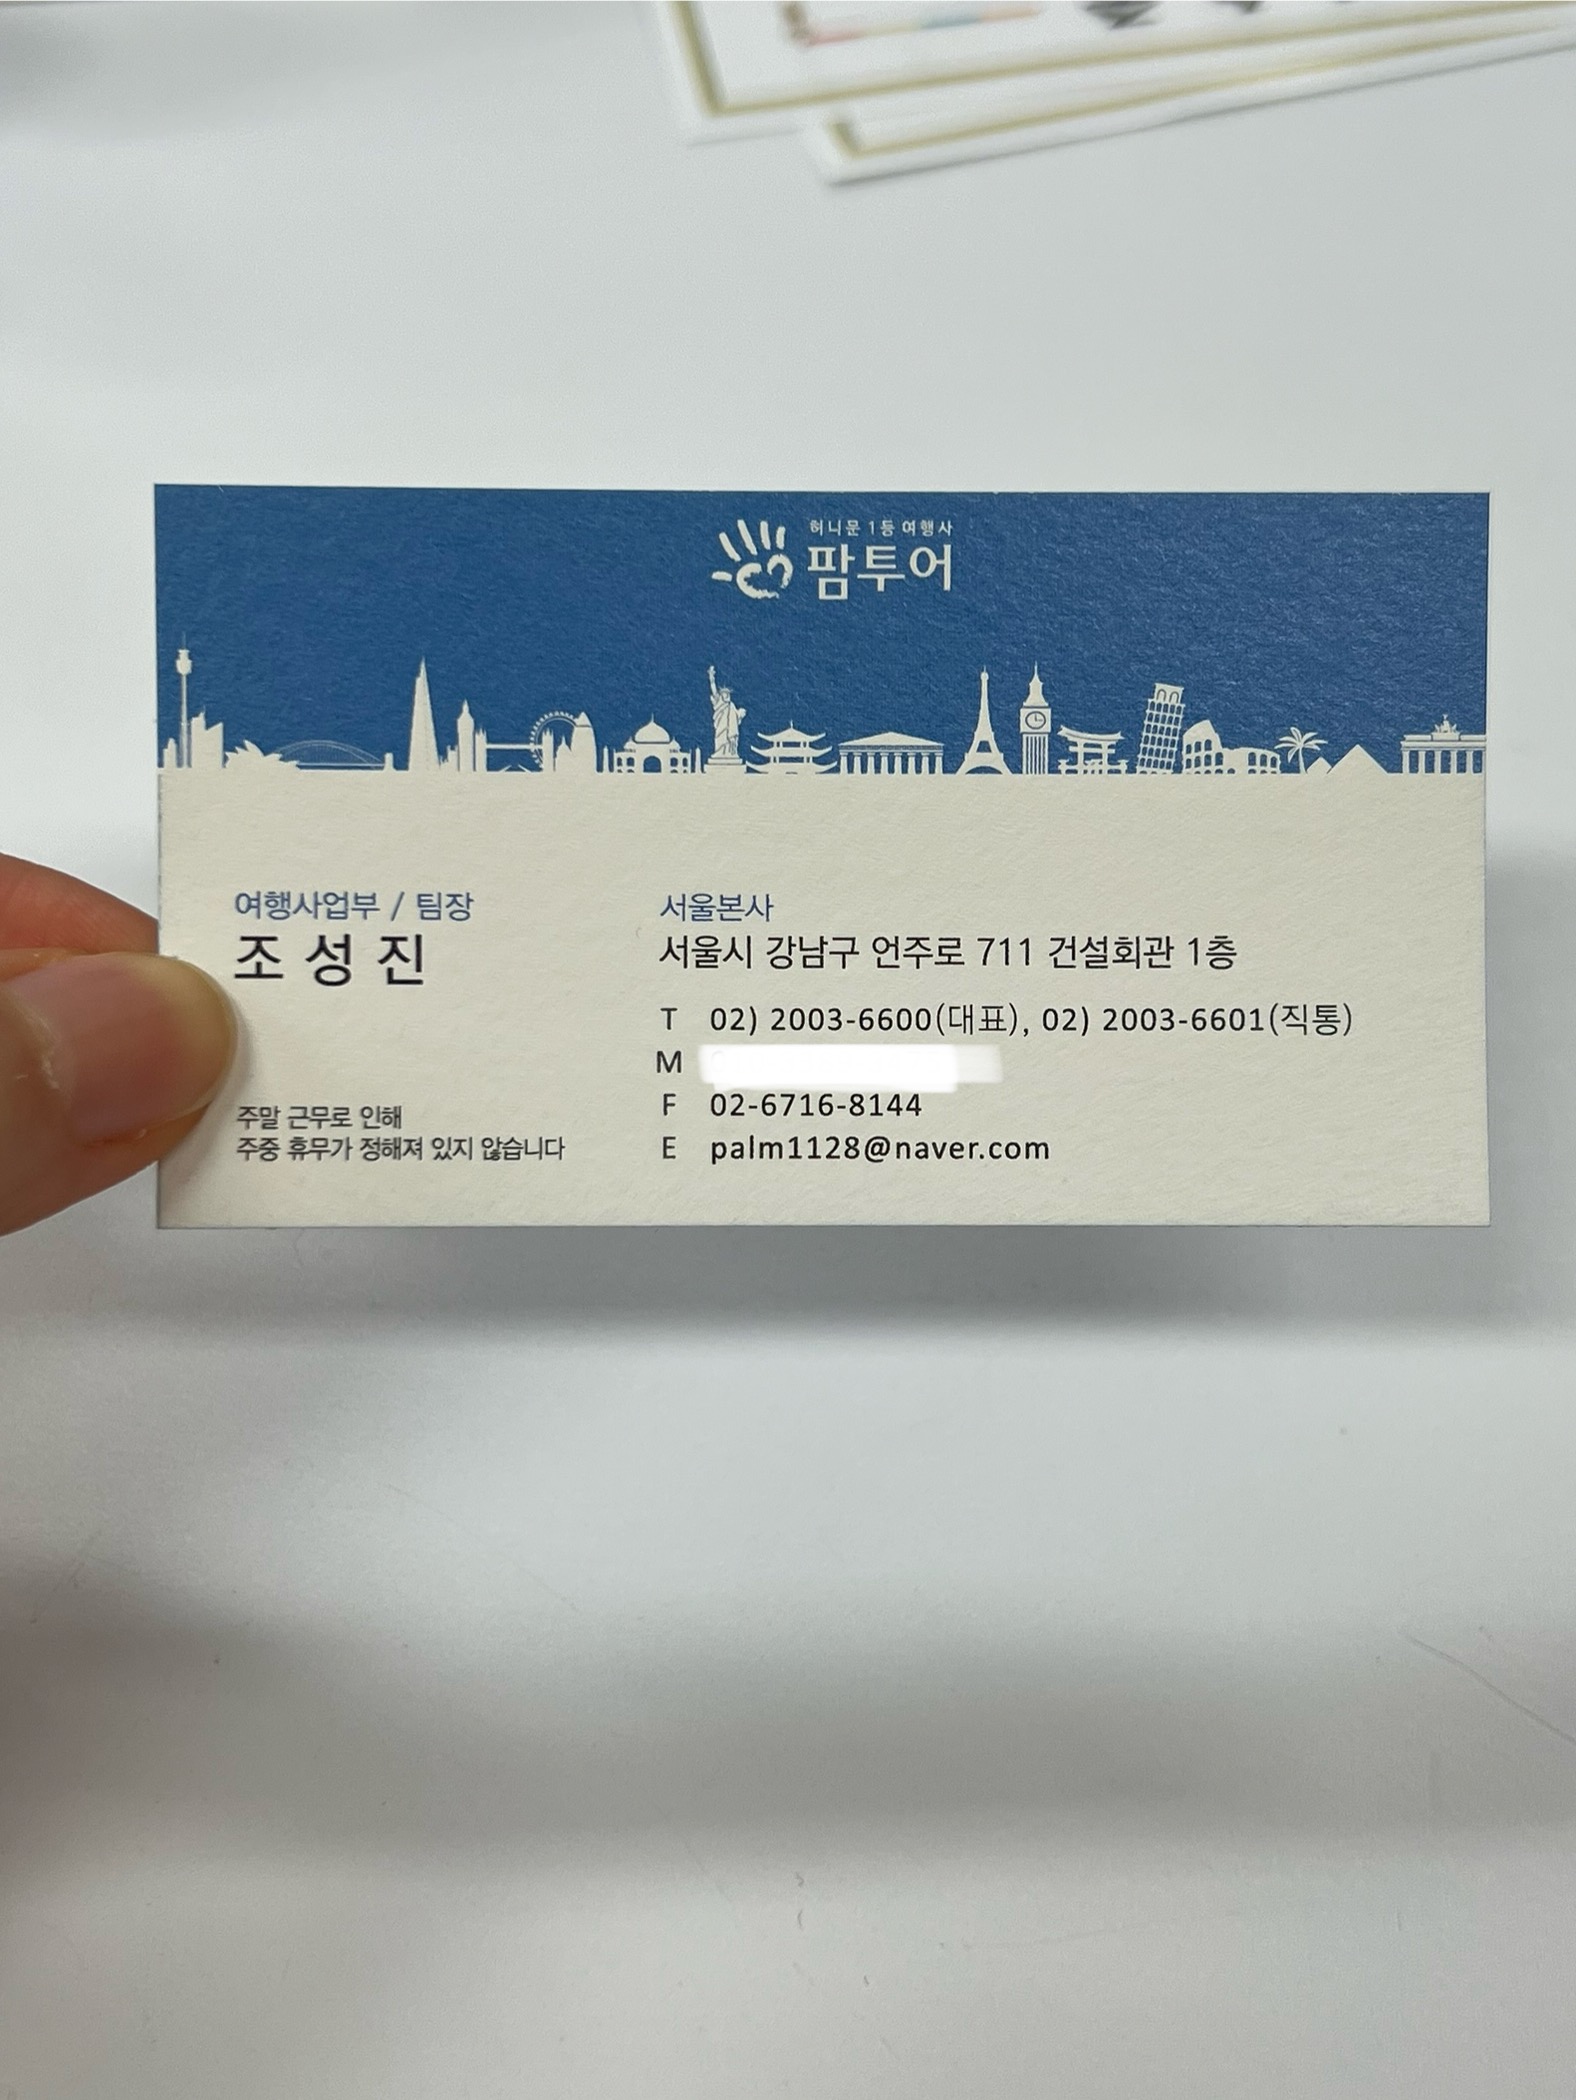 허니문 1등 여행사
팜투어
여행사업부 / 팀장
조성진
주말 근무로 인해
주중 휴무가 정해져 있지 않습니다
서울본사
서울시 강남구 언주로 711 건설회관 1층
T 02) 2003-6600(대표), 02) 2003-6601(직통)
M
F 02-6716-8144
E palm1128@naver.com